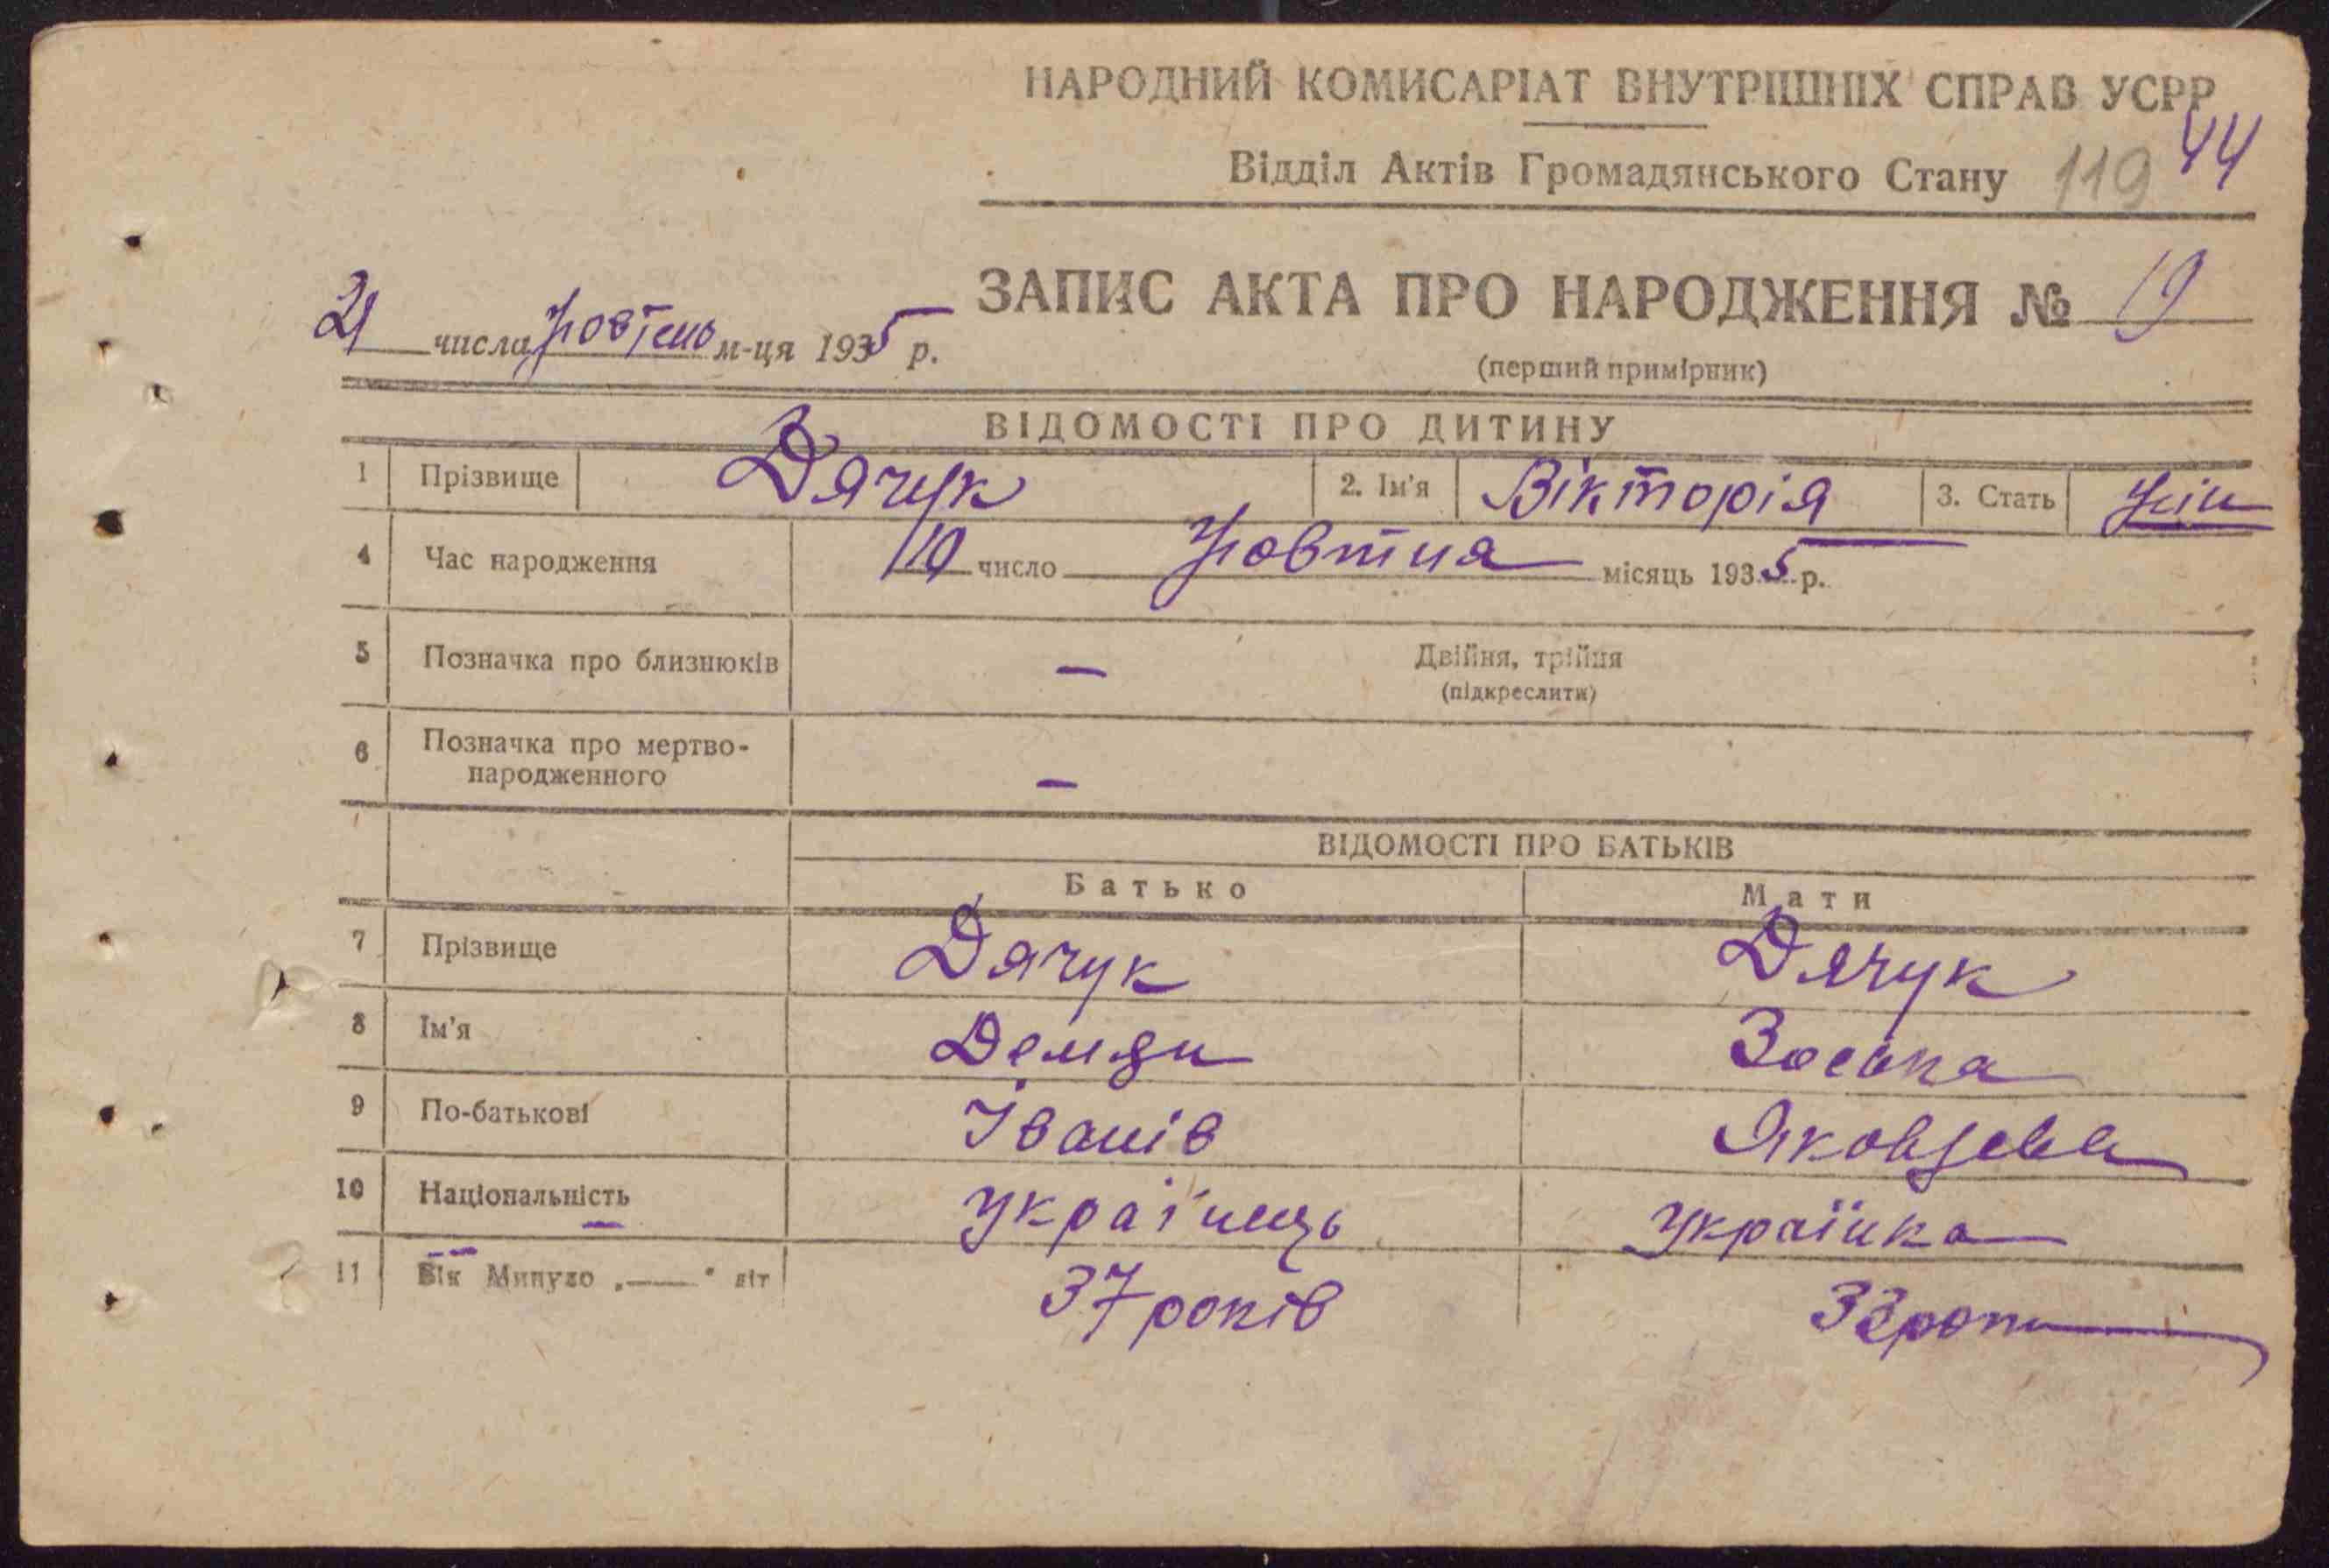 НАРОДНИЙ КОМИСАРІАТ ВНУТРІШНІХ СПРАВ УСРР
44
Відділ Актів Громадянського Стану 119
ЗАПИС АКТА ПРО НАРОДЖЕННЯ № 19
21 числа Жовтень м-ця 1935 р.
(перший примірник)
ВІДОМОСТІ ПРО ДИТИНУ
1 Прізвище Дячук 2. Ім'я Вікторія 3. Стать жін
4 Час народження 10 число Жовтня місяць 1935 р.
5 Позначка про близнюків — Двійня, трійня
(підкреслити)
6 Позначка про мертво-
народженного —
ВІДОМОСТІ ПРО БАТЬКІВ
Батько Мати
7 Прізвище Дячук Дячук
8 Ім'я Демян Зоська
9 По-батькові Іванів
10 Національність українець українка
11 Вік Минуло „——" літ 37 років 33 роки